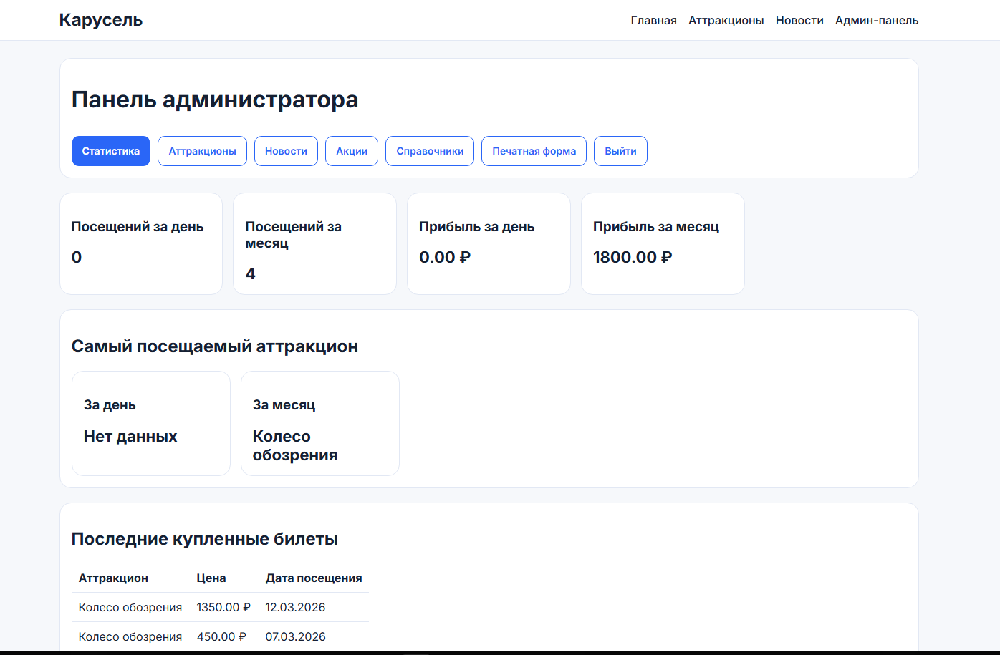 Карусель
Главная Аттракционы Новости Админ-панель
Панель администратора
Статистика Аттракционы Новости Акции Справочники Печатная форма Выйти
Посещений за день
0
Посещений за
месяц
4
Прибыль за день
0.00 ₽
Прибыль за месяц
1800.00 ₽
Самый посещаемый аттракцион
За день
Нет данных
За месяц
Колесо
обозрения
Последние купленные билеты
Аттракцион Цена Дата посещения
Колесо обозрения 1350.00 ₽ 12.03.2026
Колесо обозрения 450.00 ₽ 07.03.2026